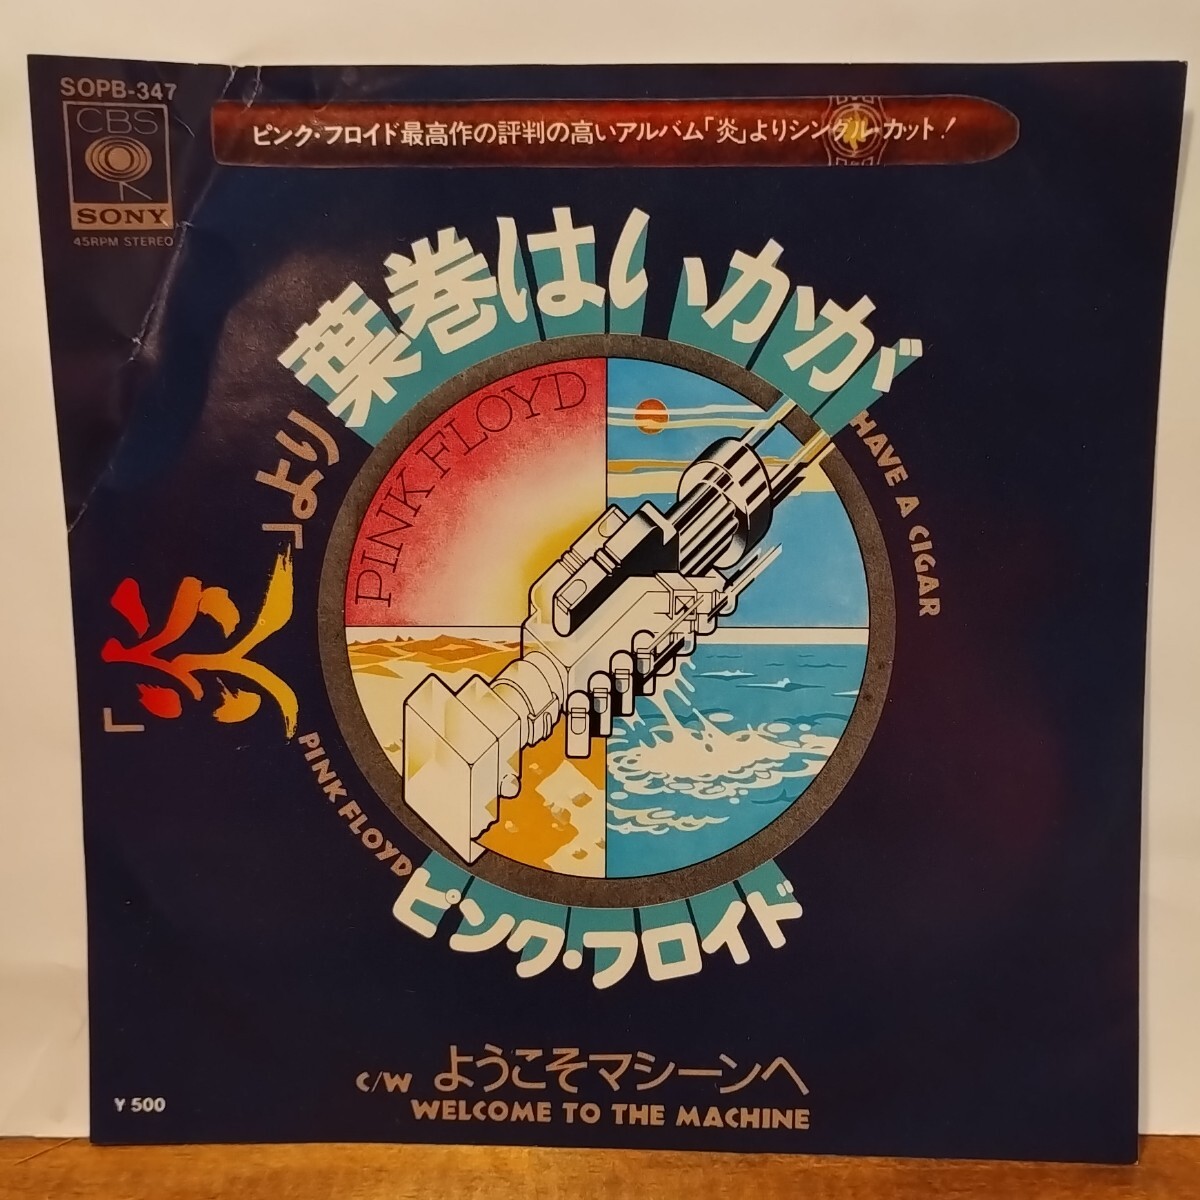 SOPB-347
CBS
SONY
45RPM STEREO
ピンク・フロイド最高作の評判の高いアルバム「炎」よりシングル・カット!
葉巻はいかが
HAVE A CIGAR
「炎」より
PINK FLOYD
PINK FLOYD
ピンク・フロイド
c/w ようこそマシーンへ
WELCOME TO THE MACHINE
¥ 500